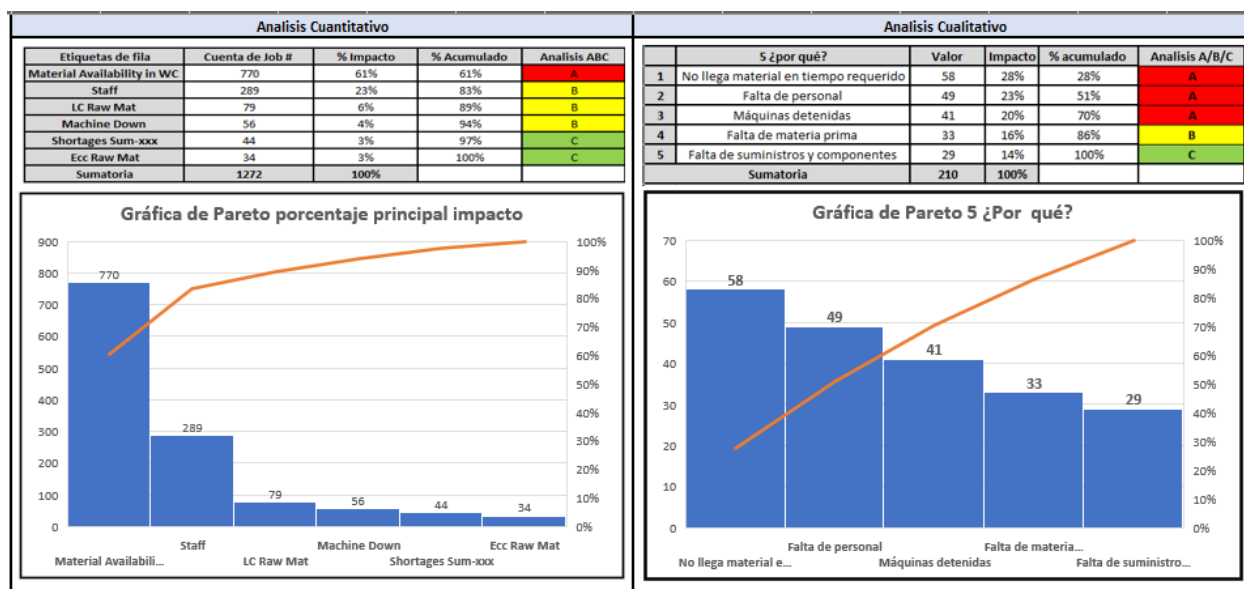 Analisis Cuantitativo
Etiquetas de fila Cuenta de Job # % Impacto % Acumulado Analisis ABC
Material Availability in WC 770 61% 61% A
Staff 289 23% 83% B
LC Raw Mat 79 6% 89% B
Machine Down 56 4% 94% B
Shortages Sum-xxx 44 3% 97% C
Ecc Raw Mat 34 3% 100% C
Sumatoria 1272 100%
Gráfica de Pareto porcentaje principal impacto
900 100%
800 90%
700 80%
600 70%
500 60%
400 50%
300 40%
200 30%
100 20%
0 10%
0%
770
289
79
56
44
34
Staff Machine Down Ecc Raw Mat
Material Availabili... LC Raw Mat Shortages Sum-xxx
Analisis Cualitativo
5 ¿por qué? Valor Impacto % acumulado Analisis A/B/C
1 No llega material en tiempo requerido 58 28% 28% A
2 Falta de personal 49 23% 51% A
3 Máquinas detenidas 41 20% 70% A
4 Falta de materia prima 33 16% 86% B
5 Falta de suministros y componentes 29 14% 100% C
Sumatoria 210 100%
Gráfica de Pareto 5 ¿Por qué?
70 100%
60 90%
50 80%
40 70%
30 60%
20 50%
10 40%
0 30%
20%
10%
0%
58
49
41
33
29
Falta de personal Falta de materia...
No llega material e... Máquinas detenidas Falta de suministro...